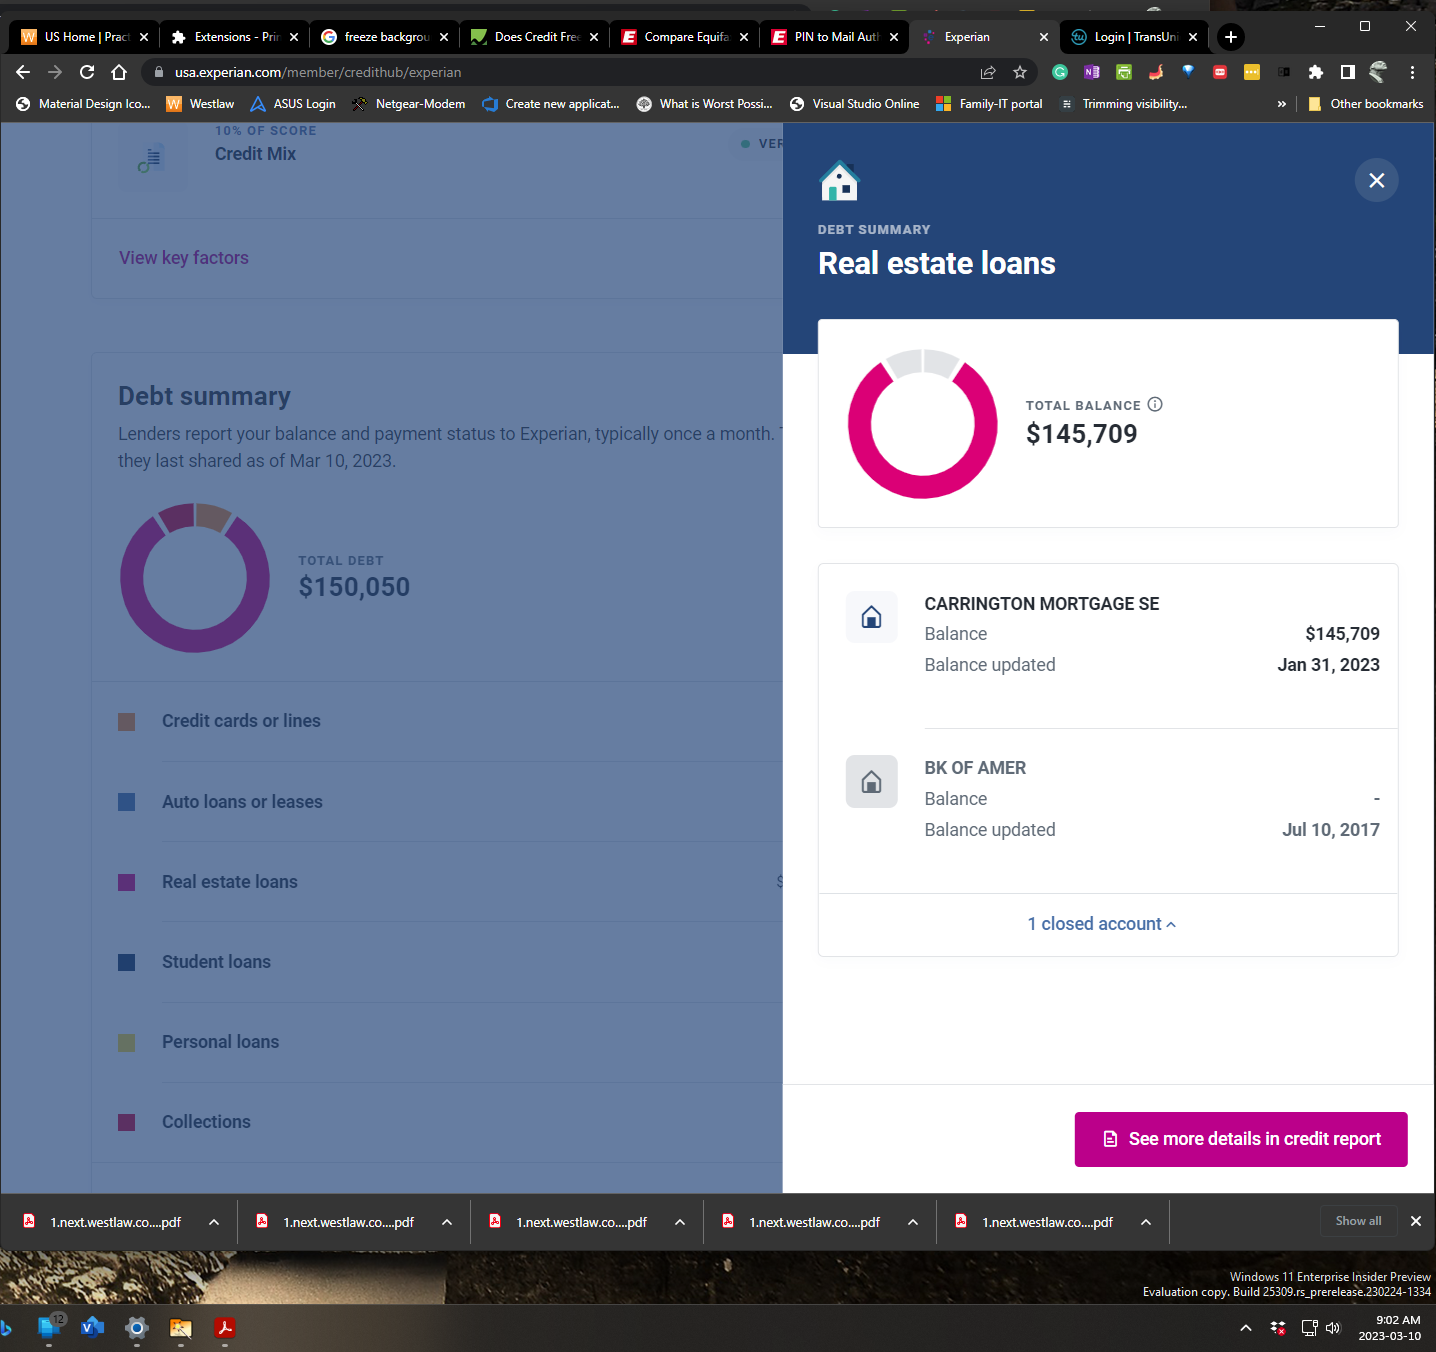 US Home | Pract
Extensions - Prin
freeze backgrou
Does Credit Free
Compare Equifa
PIN to Mail Auth
Experian
Login | TransUni
usa.experian.com/member/credithub/experian
Material Design Ico...
Westlaw
ASUS Login
Netgear-Modem
Create new applicat...
What is Worst Possi...
Visual Studio Online
Family-IT portal
Trimming visibility...
»
Other bookmarks
10% OF SCORE
Credit Mix
VER
View key factors
Debt summary
Lenders report your balance and payment status to Experian, typically once a month.
they last shared as of Mar 10, 2023.
TOTAL DEBT
$150,050
Credit cards or lines
Auto loans or leases
Real estate loans
$
Student loans
Personal loans
Collections
DEBT SUMMARY
Real estate loans
TOTAL BALANCE
$145,709
CARRINGTON MORTGAGE SE
Balance $145,709
Balance updated Jan 31, 2023
BK OF AMER
Balance -
Balance updated Jul 10, 2017
1 closed account
See more details in credit report
1.next.westlaw.co....pdf
1.next.westlaw.co....pdf
1.next.westlaw.co....pdf
1.next.westlaw.co....pdf
1.next.westlaw.co....pdf
Show all
Windows 11 Enterprise Insider Preview
Evaluation copy. Build 25309.rs_prerelease.230224-1334
12
9:02 AM
2023-03-10